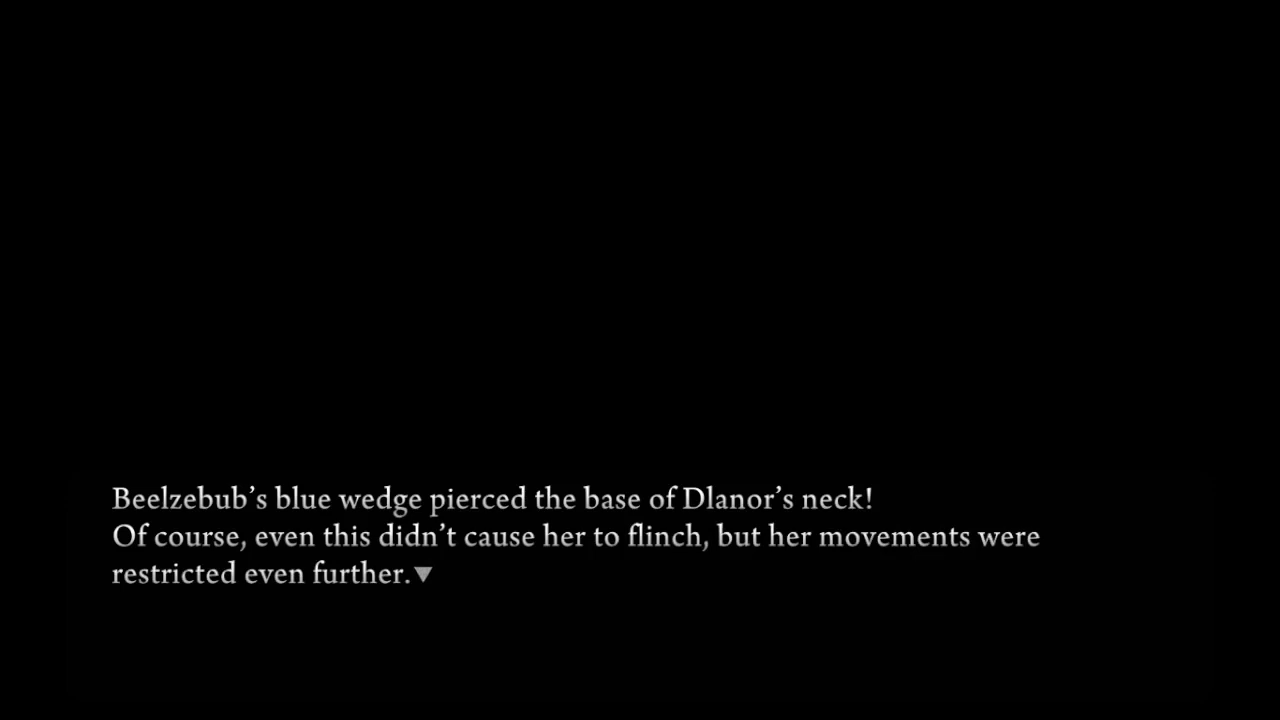 Beelzebub’s blue wedge pierced the base of Dlanor’s neck!
Of course, even this didn’t cause her to flinch, but her movements were
restricted even further.▼